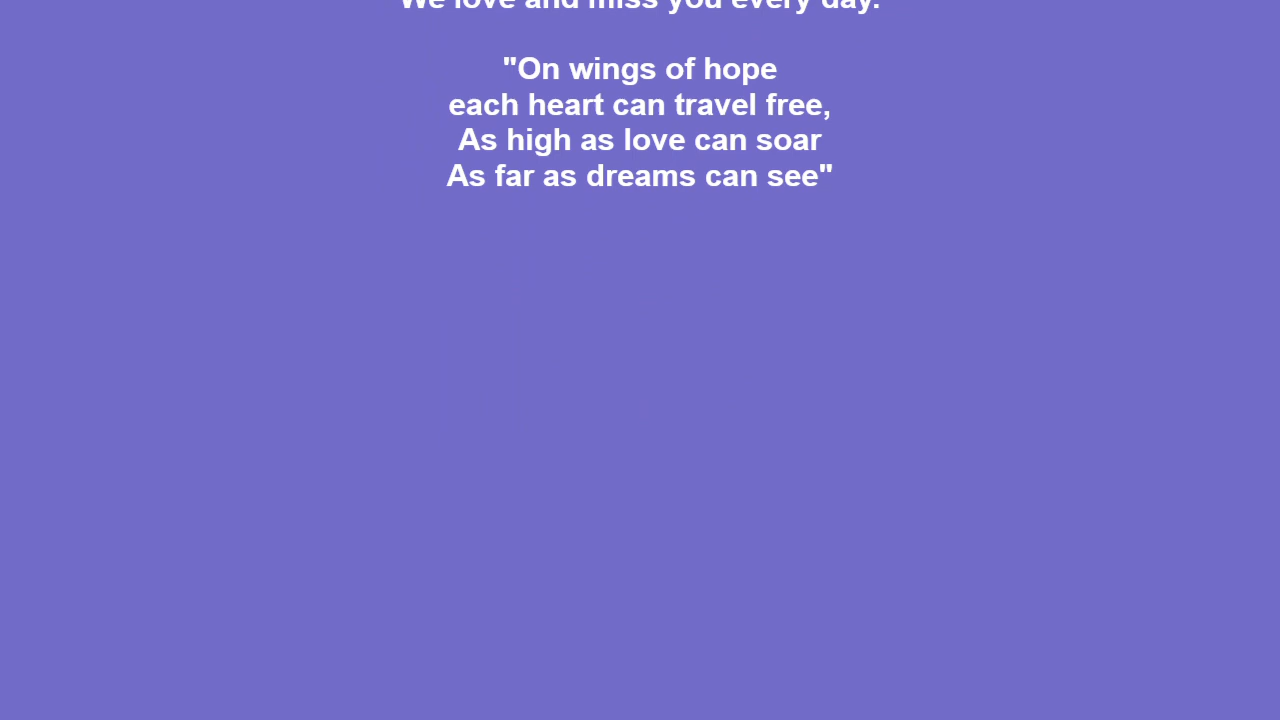 We love and miss you every day.
"On wings of hope
each heart can travel free,
As high as love can soar
As far as dreams can see"